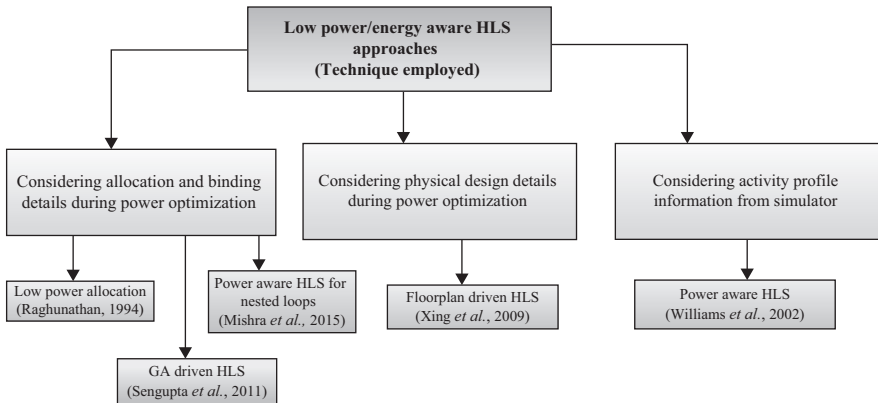 Low power/energy aware HLS
approaches
(Technique employed)
Considering allocation and binding
details during power optimization
Considering physical design details
during power optimization
Considering activity profile
information from simulator
Low power allocation
(Raghunathan, 1994)
Power aware HLS for
nested loops
(Mishra et al., 2015)
Floorplan driven HLS
(Xing et al., 2009)
Power aware HLS
(Williams et al., 2002)
GA driven HLS
(Sengupta et al., 2011)